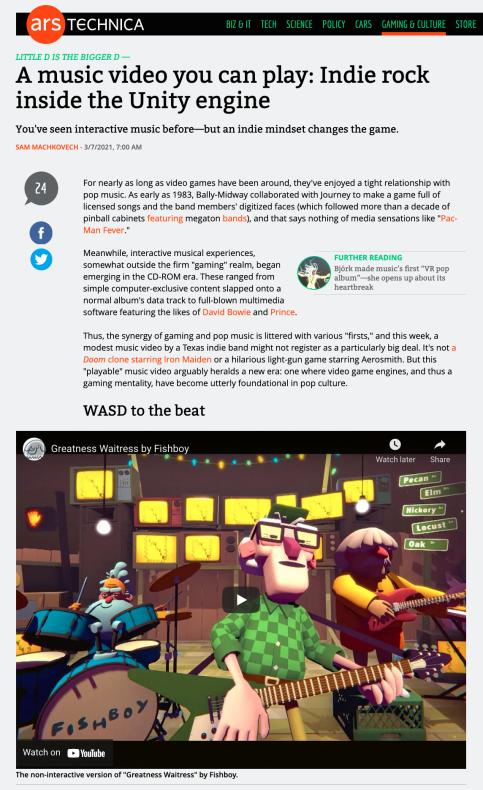 ars TECHNICA
BIZ & IT TECH SCIENCE POLICY CARS GAMING & CULTURE STORE
LITTLE D IS THE BIGGER D —
A music video you can play: Indie rock
inside the Unity engine
You've seen interactive music before—but an indie mindset changes the game.
SAM MACHKOVECH - 3/7/2021, 7:00 AM
24
For nearly as long as video games have been around, they've enjoyed a tight relationship with
pop music. As early as 1983, Bally-Midway collaborated with Journey to make a game full of
licensed songs and the band members' digitized faces (which followed more than a decade of
pinball cabinets featuring megaton bands), and that says nothing of media sensations like "Pac-
Man Fever."
Meanwhile, interactive musical experiences,
somewhat outside the firm "gaming" realm, began
emerging in the CD-ROM era. These ranged from
simple computer-exclusive content slapped onto a
normal album's data track to full-blown multimedia
software featuring the likes of David Bowie and Prince.
FURTHER READING
Björk made music's first "VR pop
album"—she opens up about its
heartbreak
Thus, the synergy of gaming and pop music is littered with various "firsts," and this week, a
modest music video by a Texas indie band might not register as a particularly big deal. It's not a
Doom clone starring Iron Maiden or a hilarious light-gun game starring Aerosmith. But this
"playable" music video arguably heralds a new era: one where video game engines, and thus a
gaming mentality, have become utterly foundational in pop culture.
WASD to the beat
Greatness Waitress by Fishboy
Watch later
Share
Pecan
Elm
Hickory
Locust
Oak
FISHBOY
Watch on YouTube
The non-interactive version of "Greatness Waitress" by Fishboy.